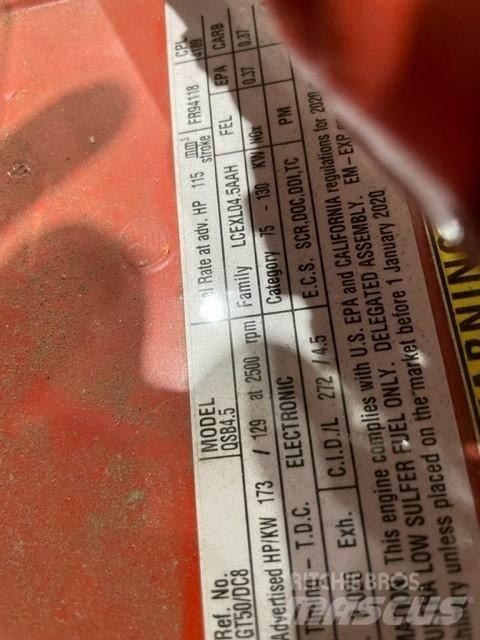 CPL
4189
al Rate at adv. HP 115 mm³ stroke FR94118
MODEL
QSB4.5
Family LCEXL04.5AAH FEL EPA CARB
Ref. No.
GT50/DC8
Advertised HP/KW 173 / 129 at 2500 rpm
Category 75 - 130 KW NOx 0.37 0.37
T.D.C. ELECTRONIC
E.C.S. SCR,DOC,DDI,TC PM
Exh. C.I.D./L 272 / 4.5
This engine complies with U.S. EPA and CALIFORNIA regulations for 2020
LOW SULFER FUEL ONLY. DELEGATED ASSEMBLY. EM-EXP
unless placed on the market before 1 January 2020
ARNING
RITCHIE BROS.
MASCUS